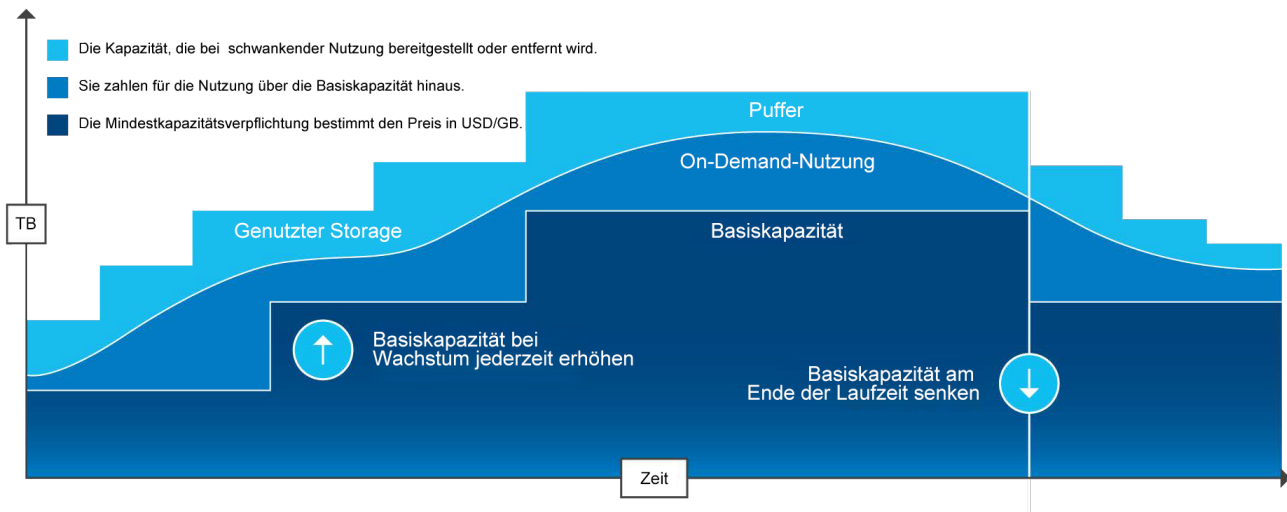 Die Kapazität, die bei schwankender Nutzung bereitgestellt oder entfernt wird.
Sie zahlen für die Nutzung über die Basiskapazität hinaus.
Die Mindestkapazitätsverpflichtung bestimmt den Preis in USD/GB.
Puffer
On-Demand-Nutzung
TB
Genutzter Storage
Basiskapazität
Basiskapazität bei
Wachstum jederzeit erhöhen
Basiskapazität am
Ende der Laufzeit senken
Zeit